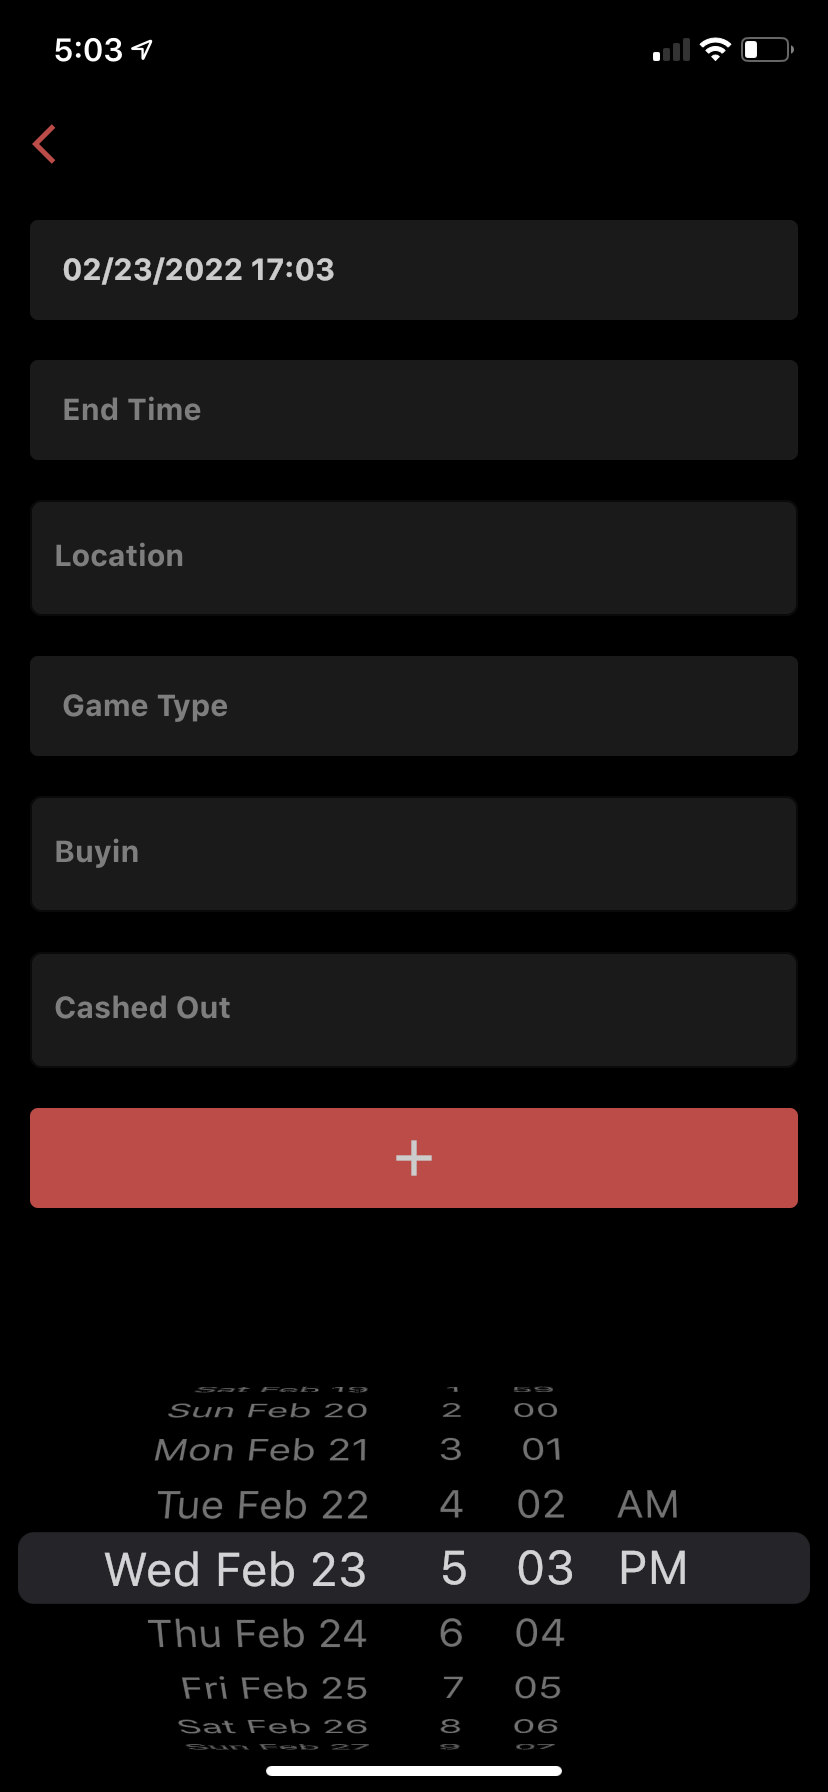 5:03
02/23/2022 17:03
End Time
Location
Game Type
Buyin
Cashed Out
+
Sat Feb 19 1 59
Sun Feb 20 2 00
Mon Feb 21 3 01
Tue Feb 22 4 02 AM
Wed Feb 23 5 03 PM
Thu Feb 24 6 04
Fri Feb 25 7 05
Sat Feb 26 8 06
Sun Feb 27 9 07